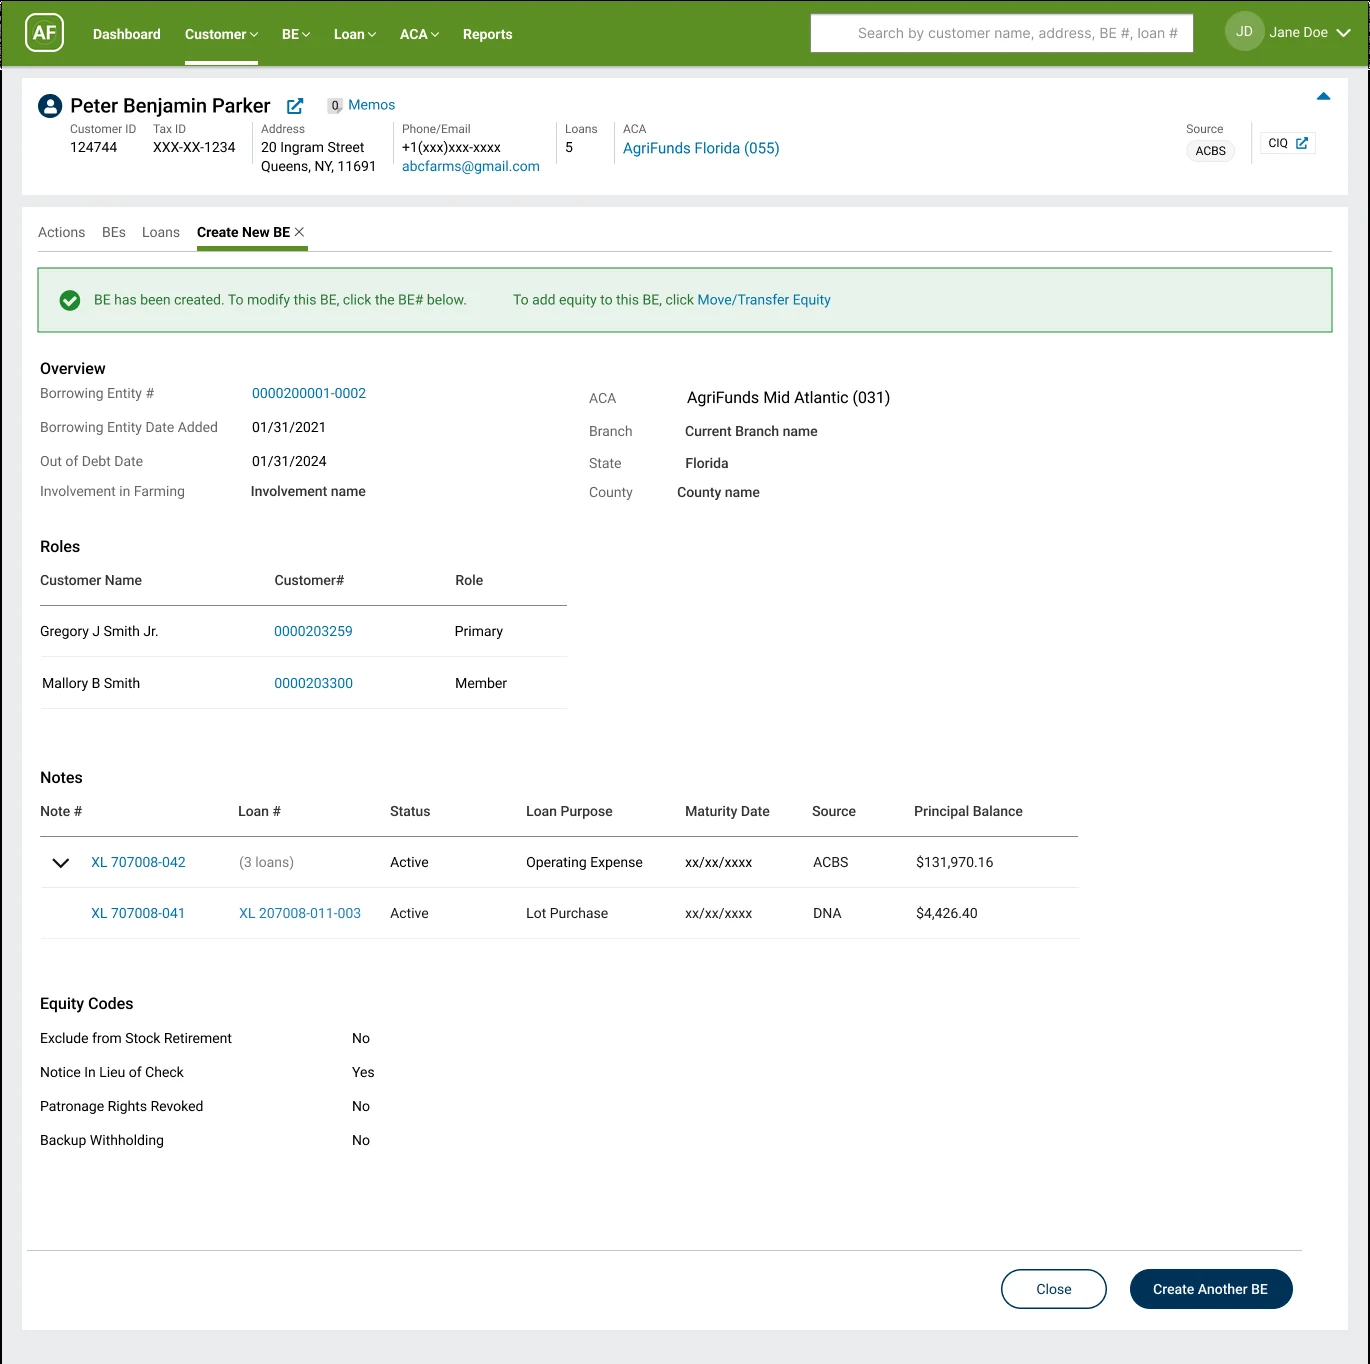 AF Dashboard Customer BE Loan ACA Reports Search by customer name, address, BE #, loan # JD Jane Doe
Peter Benjamin Parker 0 Memos
Customer ID Tax ID Address Phone/Email Loans ACA Source
124744 XXX-XX-1234 20 Ingram Street +1(xxx)xxx-xxxx 5 AgriFunds Florida (055) ACBS CIQ
Queens, NY, 11691 abcfarms@gmail.com
Actions BEs Loans Create New BE
BE has been created. To modify this BE, click the BE# below. To add equity to this BE, click Move/Transfer Equity
Overview
Borrowing Entity # 0000200001-0002 ACA AgriFunds Mid Atlantic (031)
Borrowing Entity Date Added 01/31/2021 Branch Current Branch name
Out of Debt Date 01/31/2024 State Florida
Involvement in Farming Involvement name County County name
Roles
Customer Name Customer# Role
Gregory J Smith Jr. 0000203259 Primary
Mallory B Smith 0000203300 Member
Notes
Note # Loan # Status Loan Purpose Maturity Date Source Principal Balance
XL 707008-042 (3 loans) Active Operating Expense xx/xx/xxxx ACBS $131,970.16
XL 707008-041 XL 207008-011-003 Active Lot Purchase xx/xx/xxxx DNA $4,426.40
Equity Codes
Exclude from Stock Retirement No
Notice In Lieu of Check Yes
Patronage Rights Revoked No
Backup Withholding No
Close Create Another BE